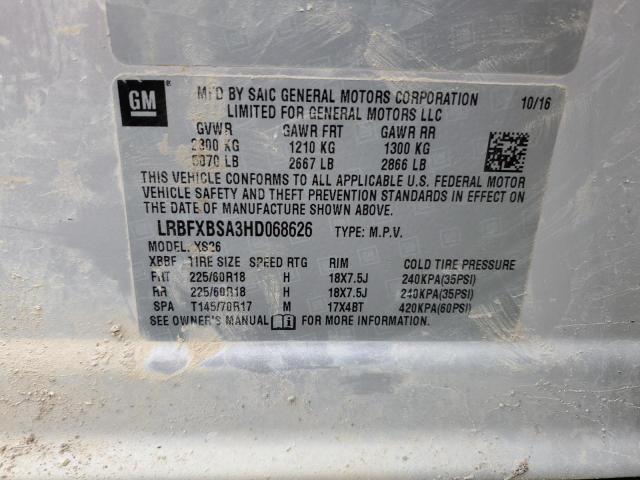 GM
MFD BY SAIC GENERAL MOTORS CORPORATION 10/16
LIMITED FOR GENERAL MOTORS LLC
GVWR GAWR FRT GAWR RR
2300 KG 1210 KG 1300 KG
5070 LB 2667 LB 2866 LB
THIS VEHICLE CONFORMS TO ALL APPLICABLE U.S. FEDERAL MOTOR
VEHICLE SAFETY AND THEFT PREVENTION STANDARDS IN EFFECT ON
THE DATE OF MANUFACTURE SHOWN ABOVE.
LRBFXBSA3HD068626 TYPE: M.P.V.
MODEL: XS26
XBBF TIRE SIZE SPEED RTG RIM COLD TIRE PRESSURE
FRT 225/60R18 H 18X7.5J 240KPA(35PSI)
RR 225/60R18 H 18X7.5J 240KPA(35PSI)
SPA T145/70R17 M 17X4BT 420KPA(60PSI)
SEE OWNER'S MANUAL FOR MORE INFORMATION.